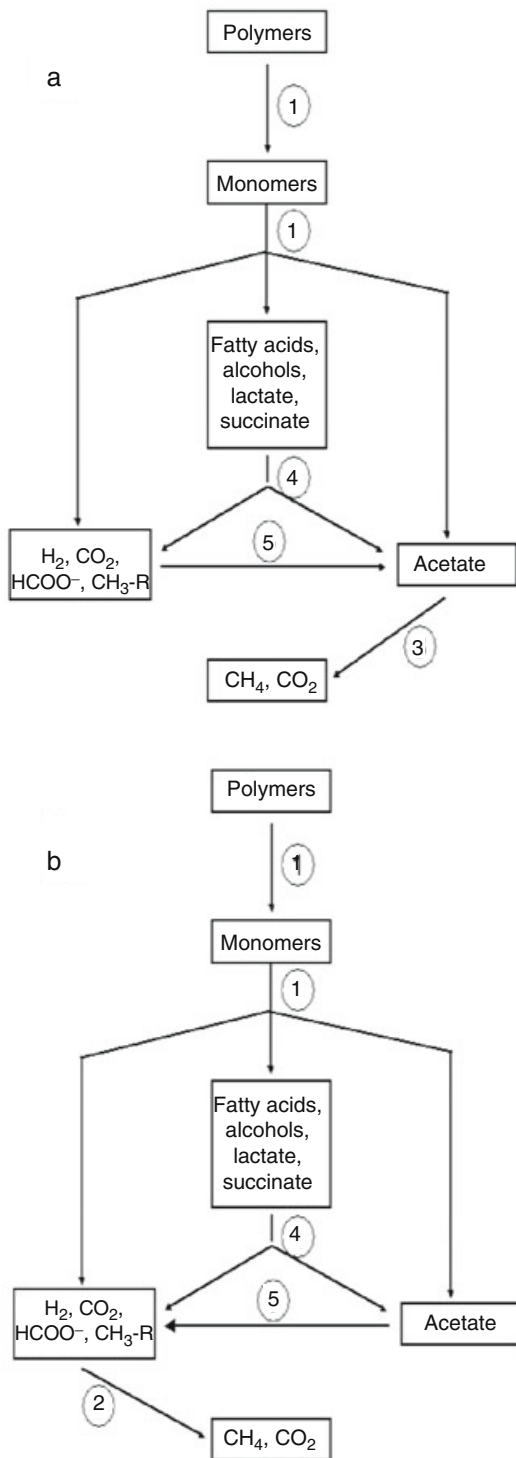 Polymers
a
1
Monomers
1
Fatty acids,
alcohols,
lactate,
succinate
4
5
H₂, CO₂,
HCOO⁻, CH₃-R
Acetate
3
CH₄, CO₂
Polymers
b
1
Monomers
1
Fatty acids,
alcohols,
lactate,
succinate
4
5
H₂, CO₂,
HCOO⁻, CH₃-R
Acetate
2
CH₄, CO₂